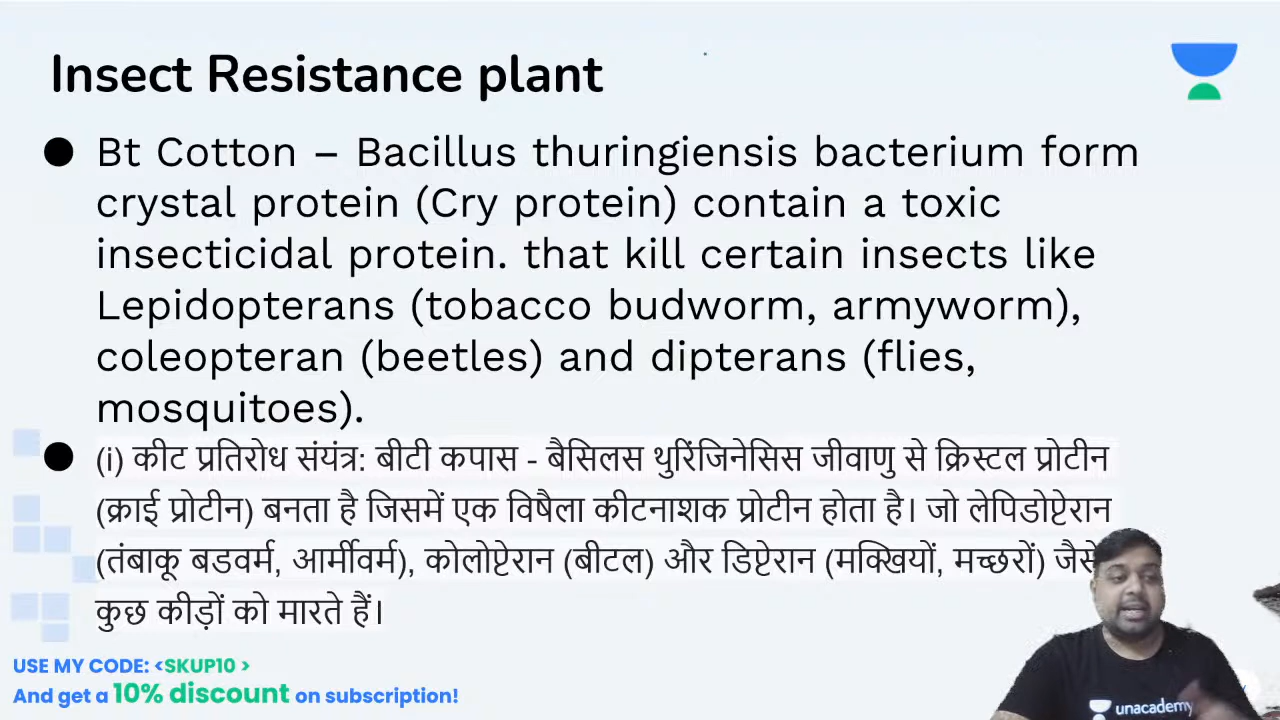 Insect Resistance plant
● Bt Cotton – Bacillus thuringiensis bacterium form
crystal protein (Cry protein) contain a toxic
insecticidal protein. that kill certain insects like
Lepidopterans (tobacco budworm, armyworm),
coleopteran (beetles) and dipterans (flies,
mosquitoes).
● (i) कीट प्रतिरोध संयंत्र: बीटी कपास - बैसिलस थुरिंजिनेसिस जीवाणु से क्रिस्टल प्रोटीन
(क्राई प्रोटीन) बनता है जिसमें एक विषैला कीटनाशक प्रोटीन होता है। जो लेपिडोप्टेरान
(तंबाकू बडवर्म, आर्मीवर्म), कोलोप्टेरान (बीटल) और डिप्टेरान (मक्खियों, मच्छरों) जैसे
कुछ कीड़ों को मारते हैं।
USE MY CODE: <SKUP10 >
And get a 10% discount on subscription!
unacademy